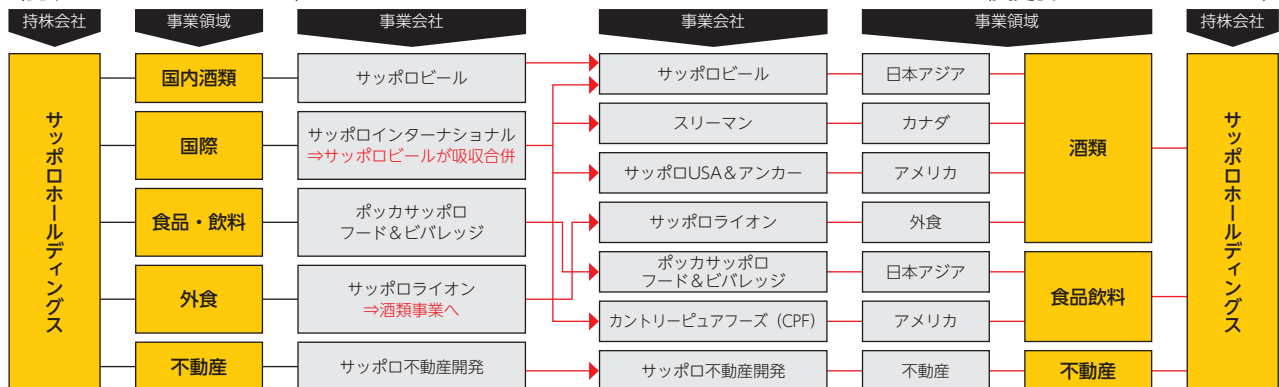 持株会社
事業領域
事業会社
事業会社
事業領域
持株会社
サッポロホールディングス
国内酒類
サッポロビール
国際
サッポロインターナショナル
⇒サッポロビールが吸収合併
食品・飲料
ポッカサッポロ
フード&ビバレッジ
外食
サッポロライオン
⇒酒類事業へ
不動産
サッポロ不動産開発
サッポロビール
日本アジア
スリーマン
カナダ
サッポロUSA&アンカー
アメリカ
サッポロライオン
外食
酒類
ポッカサッポロ
フード&ビバレッジ
日本アジア
カントリーピュアフーズ（CPF）
アメリカ
食品飲料
サッポロ不動産開発
不動産
不動産
サッポロホールディングス